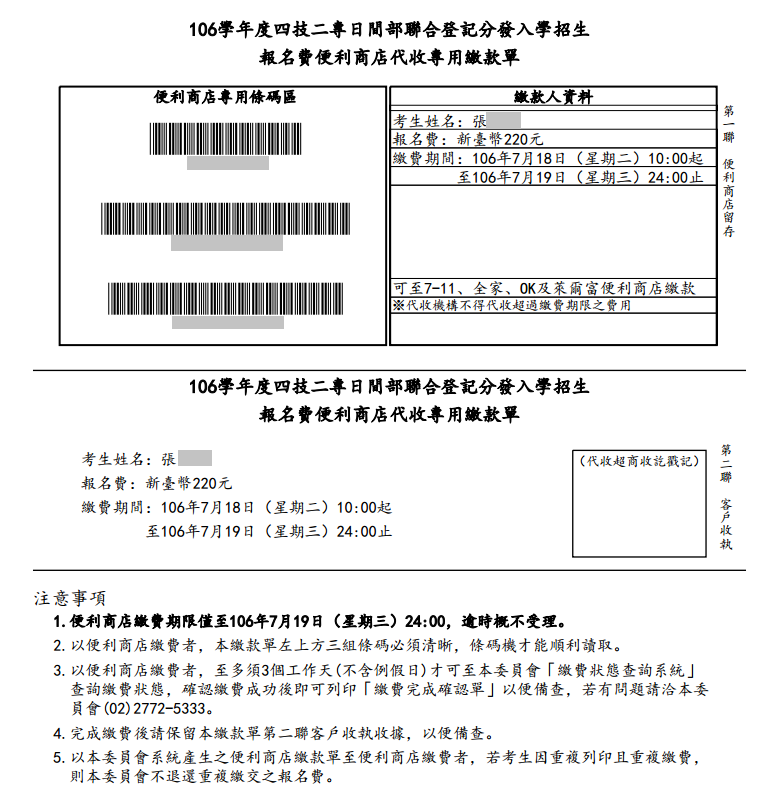 106學年度四技二專日間部聯合登記分發入學招生
報名費便利商店代收專用繳款單
便利商店專用條碼區
繳款人資料
考生姓名：張
報名費：新臺幣220元
繳費期間：106年7月18日（星期二）10:00起
至106年7月19日（星期三）24:00止
可至7-11、全家、OK及萊爾富便利商店繳款
※代收機構不得代收超過繳費期限之費用
第一聯 便利商店留存
106學年度四技二專日間部聯合登記分發入學招生
報名費便利商店代收專用繳款單
考生姓名：張
報名費：新臺幣220元
繳費期間：106年7月18日（星期二）10:00起
至106年7月19日（星期三）24:00止
（代收超商收訖戳記）
第二聯 客戶收執
注意事項
1. 便利商店繳費期限僅至106年7月19日（星期三）24:00，逾時概不受理。
2. 以便利商店繳費者，本繳款單左上方三組條碼必須清晰，條碼機才能順利讀取。
3. 以便利商店繳費者，至多須3個工作天(不含例假日)才可至本委員會「繳費狀態查詢系統」
查詢繳費狀態，確認繳費成功後即可列印「繳費完成確認單」以便備查，若有問題請洽本委
員會(02)2772-5333。
4. 完成繳費後請保留本繳款單第二聯客戶收執收據，以便備查。
5. 以本委員會系統產生之便利商店繳款單至便利商店繳費者，若考生因重複列印且重複繳費，
則本委員會不退還重複繳交之報名費。